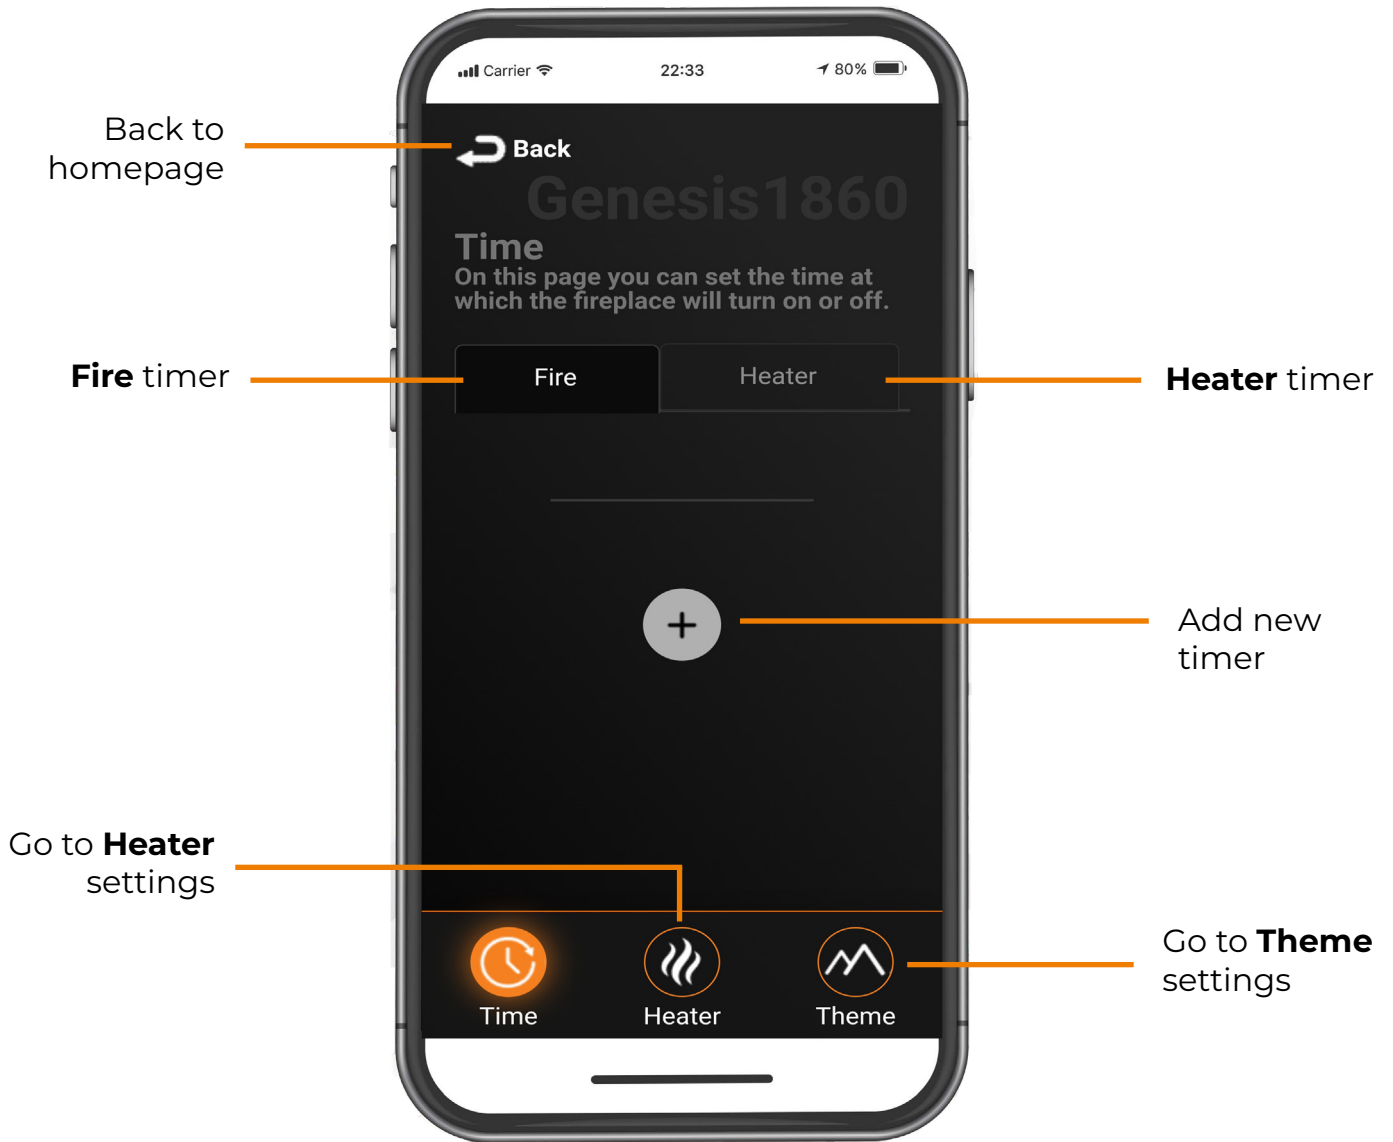 Carrier
22:33
80%
Back to
homepage
Back
Genesis1860
Time
On this page you can set the time at
which the fireplace will turn on or off.
Fire timer
Fire
Heater
Heater timer
+
Add new
timer
Go to Heater
settings
Go to Theme
settings
Time
Heater
Theme